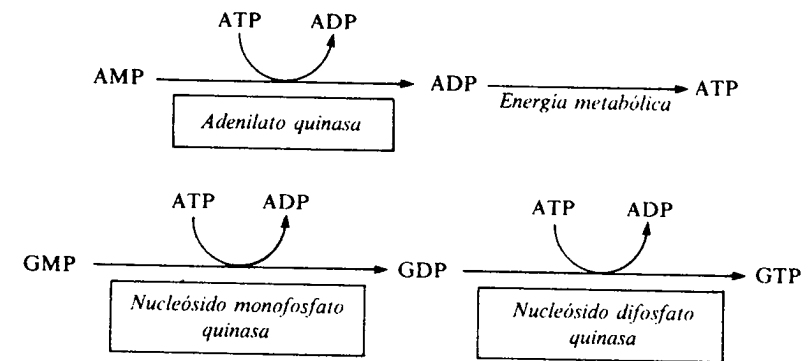 ATP ADP
AMP ADP ATP
Energía metabólica
Adenilato quinasa
ATP ADP ATP ADP
GMP GDP GTP
Nucleósido monofosfato
quinasa
Nucleósido difosfato
quinasa